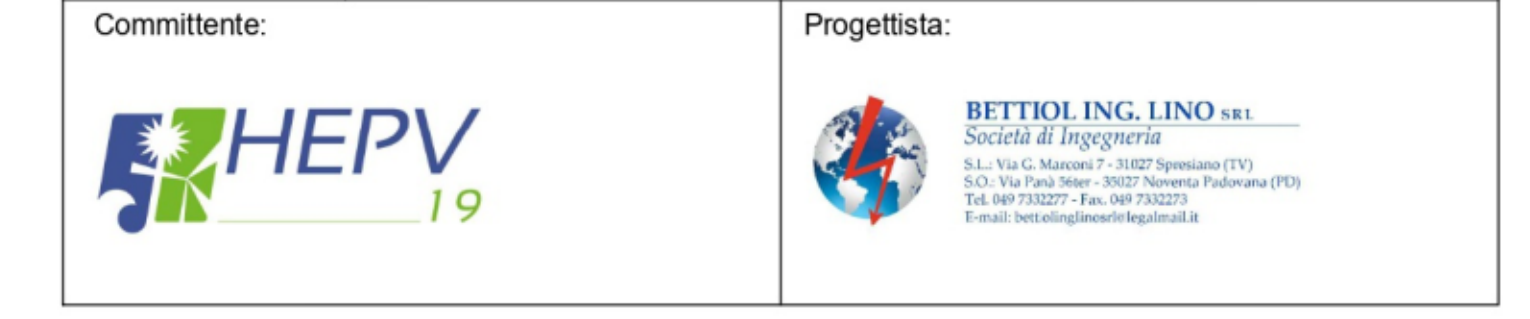 Committente:
Progettista:
HEPV
19
BETTIOL ING. LINO SRL
Società di Ingegneria
S.L.: Via G. Marconi 7 - 31027 Spresiano (TV)
S.O.: Via Panà 56ter - 35027 Noventa Padovana (PD)
Tel. 049 7332277 - Fax. 049 7332273
E-mail: bettiolinglinosrl@legalmail.it